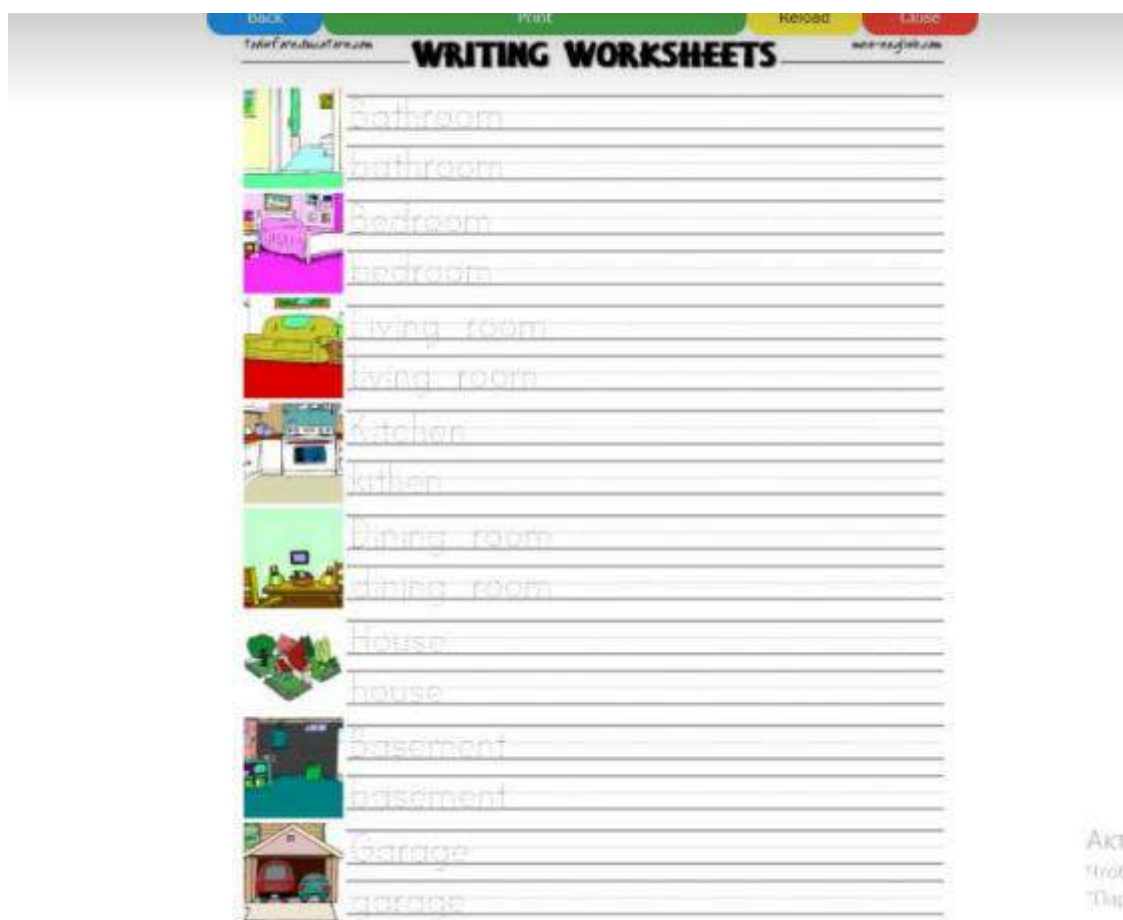 Back Print Reload Close
WRITING WORKSHEETS
Bathroom
bathroom
Bedroom
bedroom
Living room
living room
Kitchen
kithen
Dining room
dining room
House
house
Basement
basement
Garage
garage